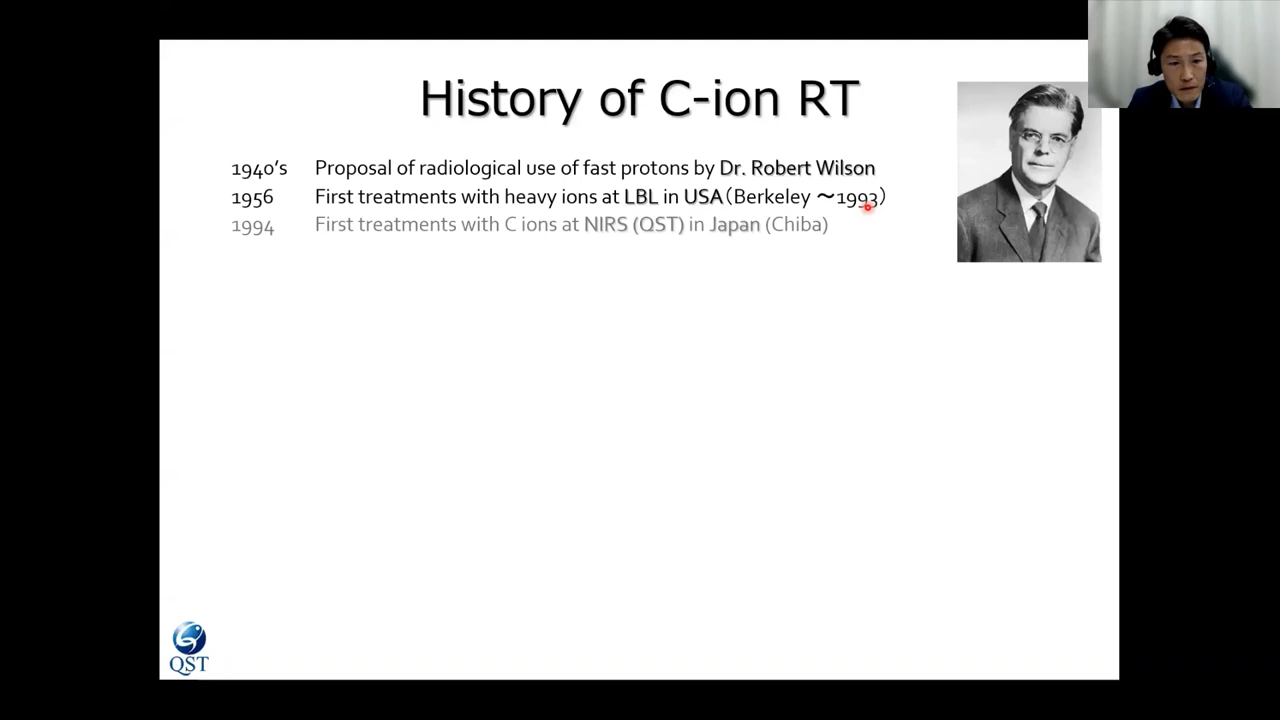 History of C-ion RT
1940's Proposal of radiological use of fast protons by Dr. Robert Wilson
1956 First treatments with heavy ions at LBL in USA (Berkeley ～1993)
1994 First treatments with C ions at NIRS (QST) in Japan (Chiba)
QST